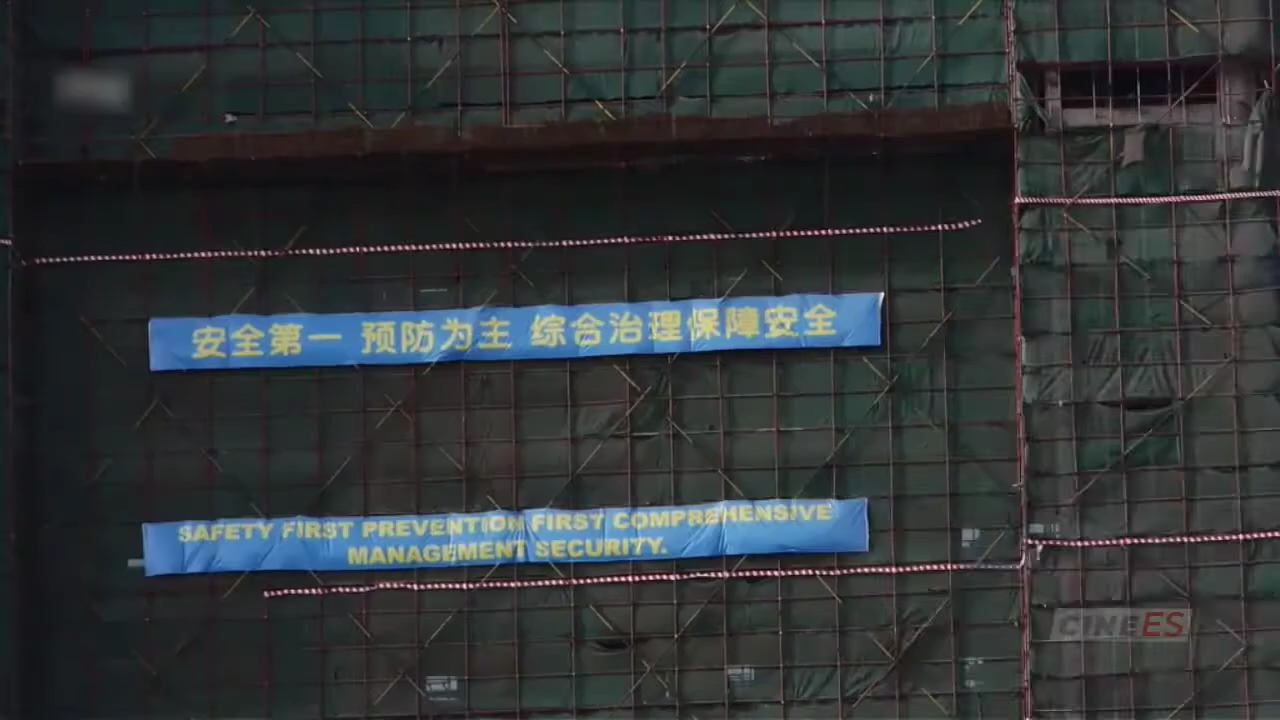 安全第一 预防为主 综合治理保障安全
SAFETY FIRST PREVENTION FIRST COMPREHENSIVE
MANAGEMENT SECURITY.
CINEES